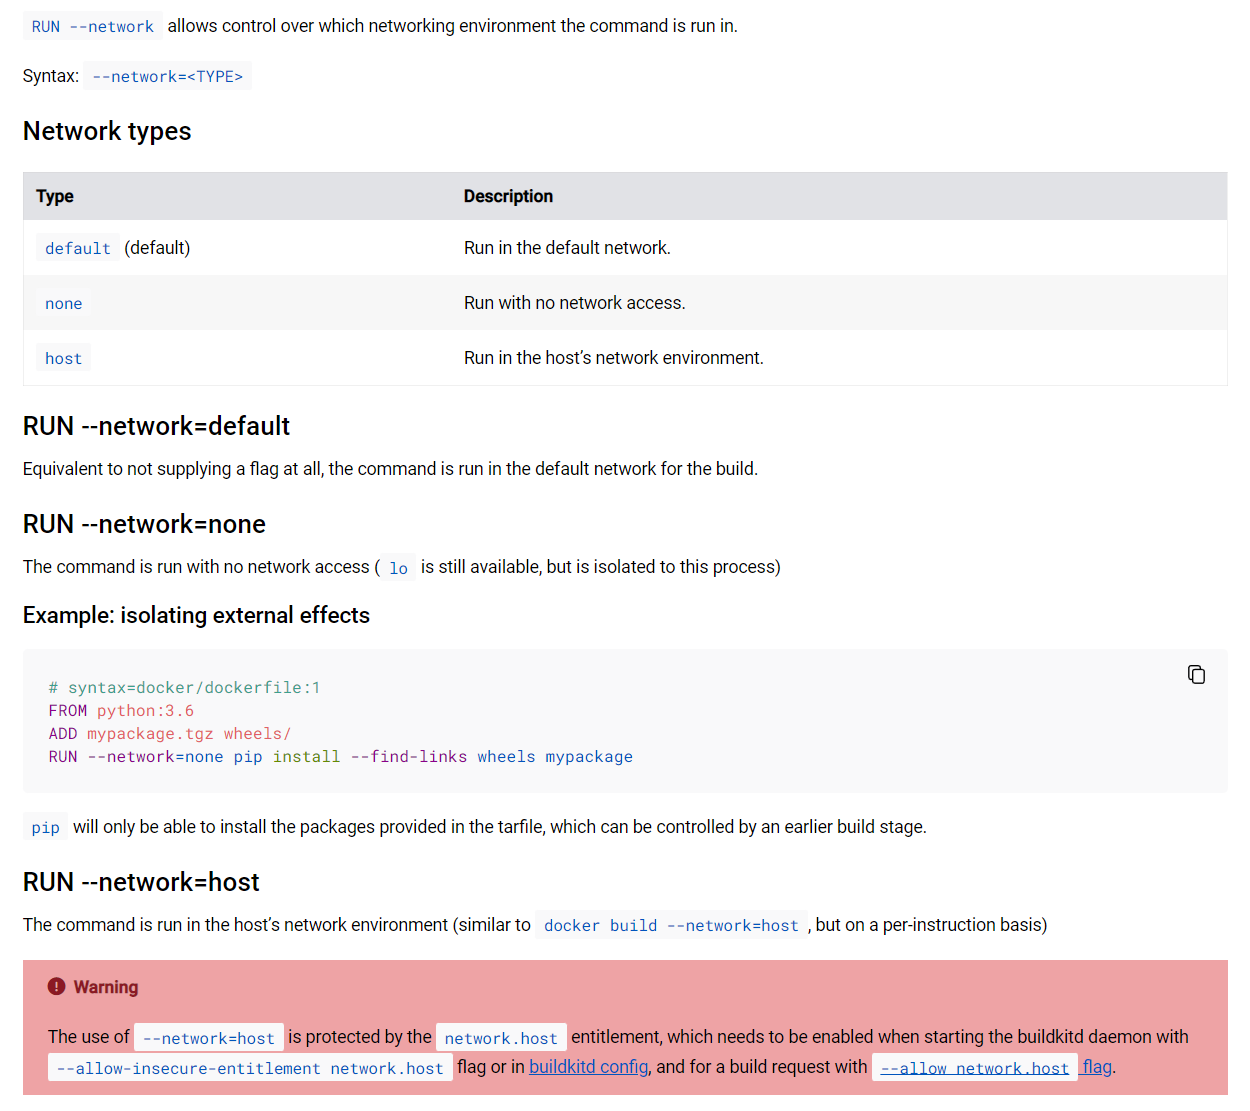 RUN --network allows control over which networking environment the command is run in.
Syntax: --network=<TYPE>
Network types
Type Description
default (default) Run in the default network.
none Run with no network access.
host Run in the host’s network environment.
RUN --network=default
Equivalent to not supplying a flag at all, the command is run in the default network for the build.
RUN --network=none
The command is run with no network access ( lo is still available, but is isolated to this process)
Example: isolating external effects
# syntax=docker/dockerfile:1
FROM python:3.6
ADD mypackage.tgz wheels/
RUN --network=none pip install --find-links wheels mypackage
pip will only be able to install the packages provided in the tarfile, which can be controlled by an earlier build stage.
RUN --network=host
The command is run in the host’s network environment (similar to docker build --network=host , but on a per-instruction basis)
Warning
The use of --network=host is protected by the network.host entitlement, which needs to be enabled when starting the buildkitd daemon with
--allow-insecure-entitlement network.host flag or in buildkitd config, and for a build request with --allow network.host flag.